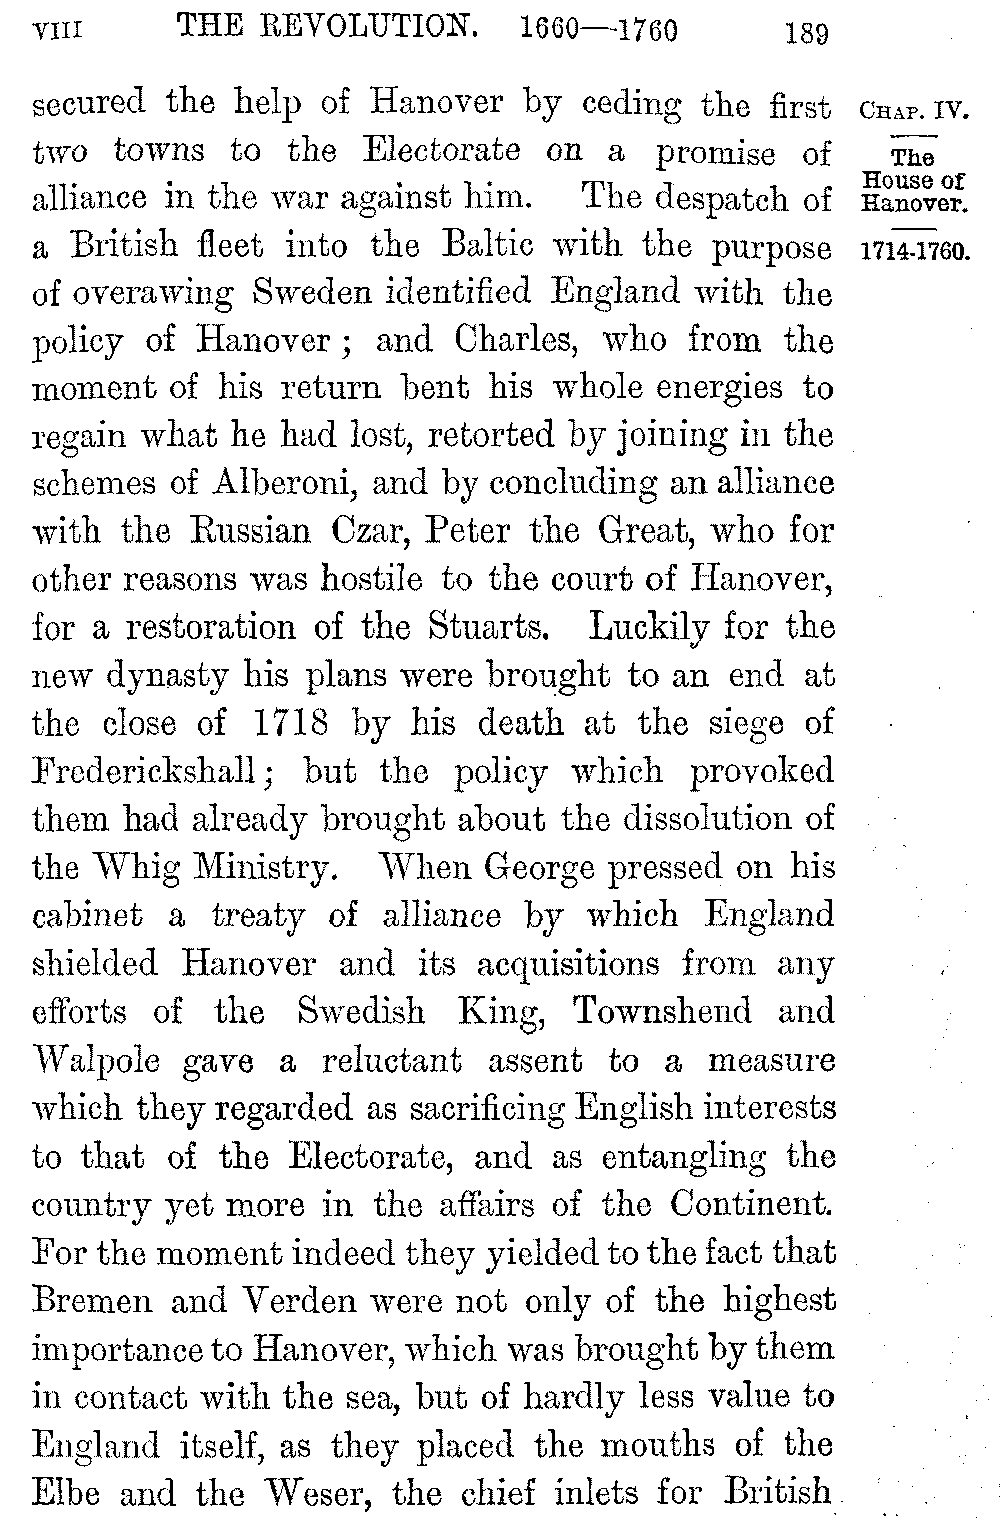 VIII THE REVOLUTION. 1660—1760 189
secured the help of Hanover by ceding the first
two towns to the Electorate on a promise of
alliance in the war against him. The despatch of
a British fleet into the Baltic with the purpose
of overawing Sweden identified England with the
policy of Hanover; and Charles, who from the
moment of his return bent his whole energies to
regain what he had lost, retorted by joining in the
schemes of Alberoni, and by concluding an alliance
with the Russian Czar, Peter the Great, who for
other reasons was hostile to the court of Hanover,
for a restoration of the Stuarts. Luckily for the
new dynasty his plans were brought to an end at
the close of 1718 by his death at the siege of
Frederickshall; but the policy which provoked
them had already brought about the dissolution of
the Whig Ministry. When George pressed on his
cabinet a treaty of alliance by which England
shielded Hanover and its acquisitions from any
efforts of the Swedish King, Townshend and
Walpole gave a reluctant assent to a measure
which they regarded as sacrificing English interests
to that of the Electorate, and as entangling the
country yet more in the affairs of the Continent.
For the moment indeed they yielded to the fact that
Bremen and Verden were not only of the highest
importance to Hanover, which was brought by them
in contact with the sea, but of hardly less value to
England itself, as they placed the mouths of the
Elbe and the Weser, the chief inlets for British
CHAP. IV.
The
House of
Hanover.
1714-1760.